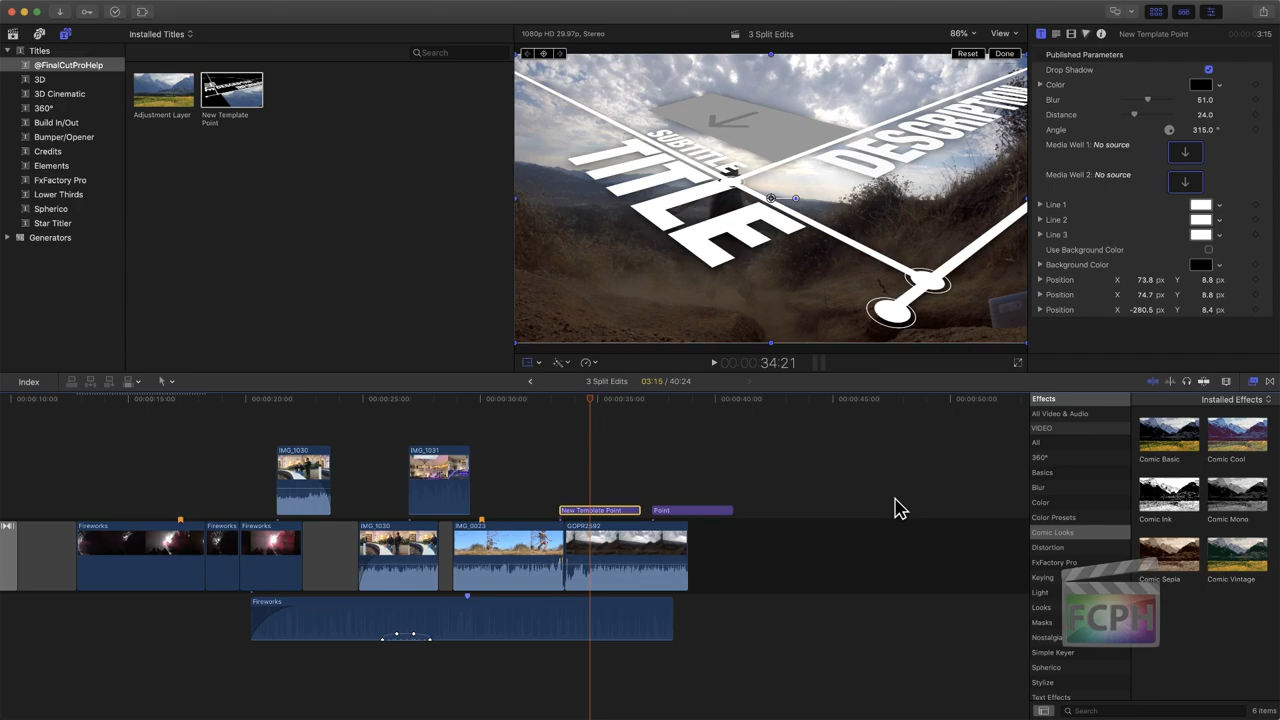 Installed Titles
Search
1080p HD 29.97p, Stereo
3 Split Edits
86%
View
New Template Point
3:15
Titles
@FinalCutProHelp
3D
3D Cinematic
360°
Build In/Out
Bumper/Opener
Credits
Elements
FxFactory Pro
Lower Thirds
Spherico
Star Titler
Generators
Adjustment Layer
New Template
Point
Reset
Done
SUBTITLE
TITLE
DESCRIPTION
Published Parameters
Drop Shadow
Color
Blur 51.0
Distance 24.0
Angle 315.0 °
Media Well 1: No source
Media Well 2: No source
Line 1
Line 2
Line 3
Use Background Color
Background Color
Position X 73.8 px Y 8.8 px
Position X 74.7 px Y 8.8 px
Position X -280.5 px Y 8.4 px
00:00:34:21
Index
3 Split Edits
03:15 / 40:24
00:00:10:00
00:00:15:00
00:00:20:00
00:00:25:00
00:00:30:00
00:00:35:00
00:00:40:00
00:00:45:00
00:00:50:00
IMG_1030
IMG_1031
New Template Point
Point
Fireworks
Fireworks
Fireworks
IMG_1030
IMG_0023
GOPR2592
Fireworks
Effects
Installed Effects
All Video & Audio
VIDEO
All
360°
Basics
Blur
Color
Color Presets
Comic Looks
Distortion
FxFactory Pro
Keying
Light
Looks
Masks
Nostalgia
Simple Keyer
Spherico
Stylize
Text Effects
Comic Basic
Comic Cool
Comic Ink
Comic Mono
Comic Sepia
Comic Vintage
FCPH
Search
6 items